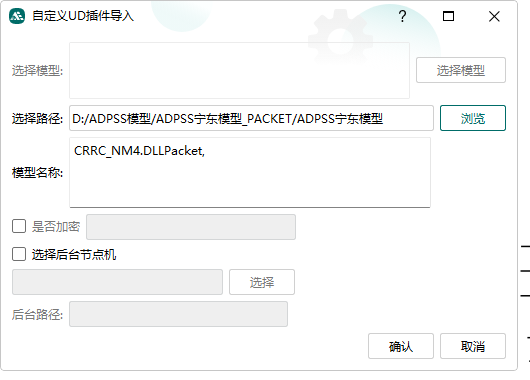 自定义UD插件导入
选择模型:
选择模型
选择路径:
D:/ADPSS模型/ADPSS宁东模型_PACKET/ADPSS宁东模型
浏览
模型名称:
CRRC_NM4.DLLPacket,
是否加密
选择后台节点机
选择
后台路径:
确认
取消